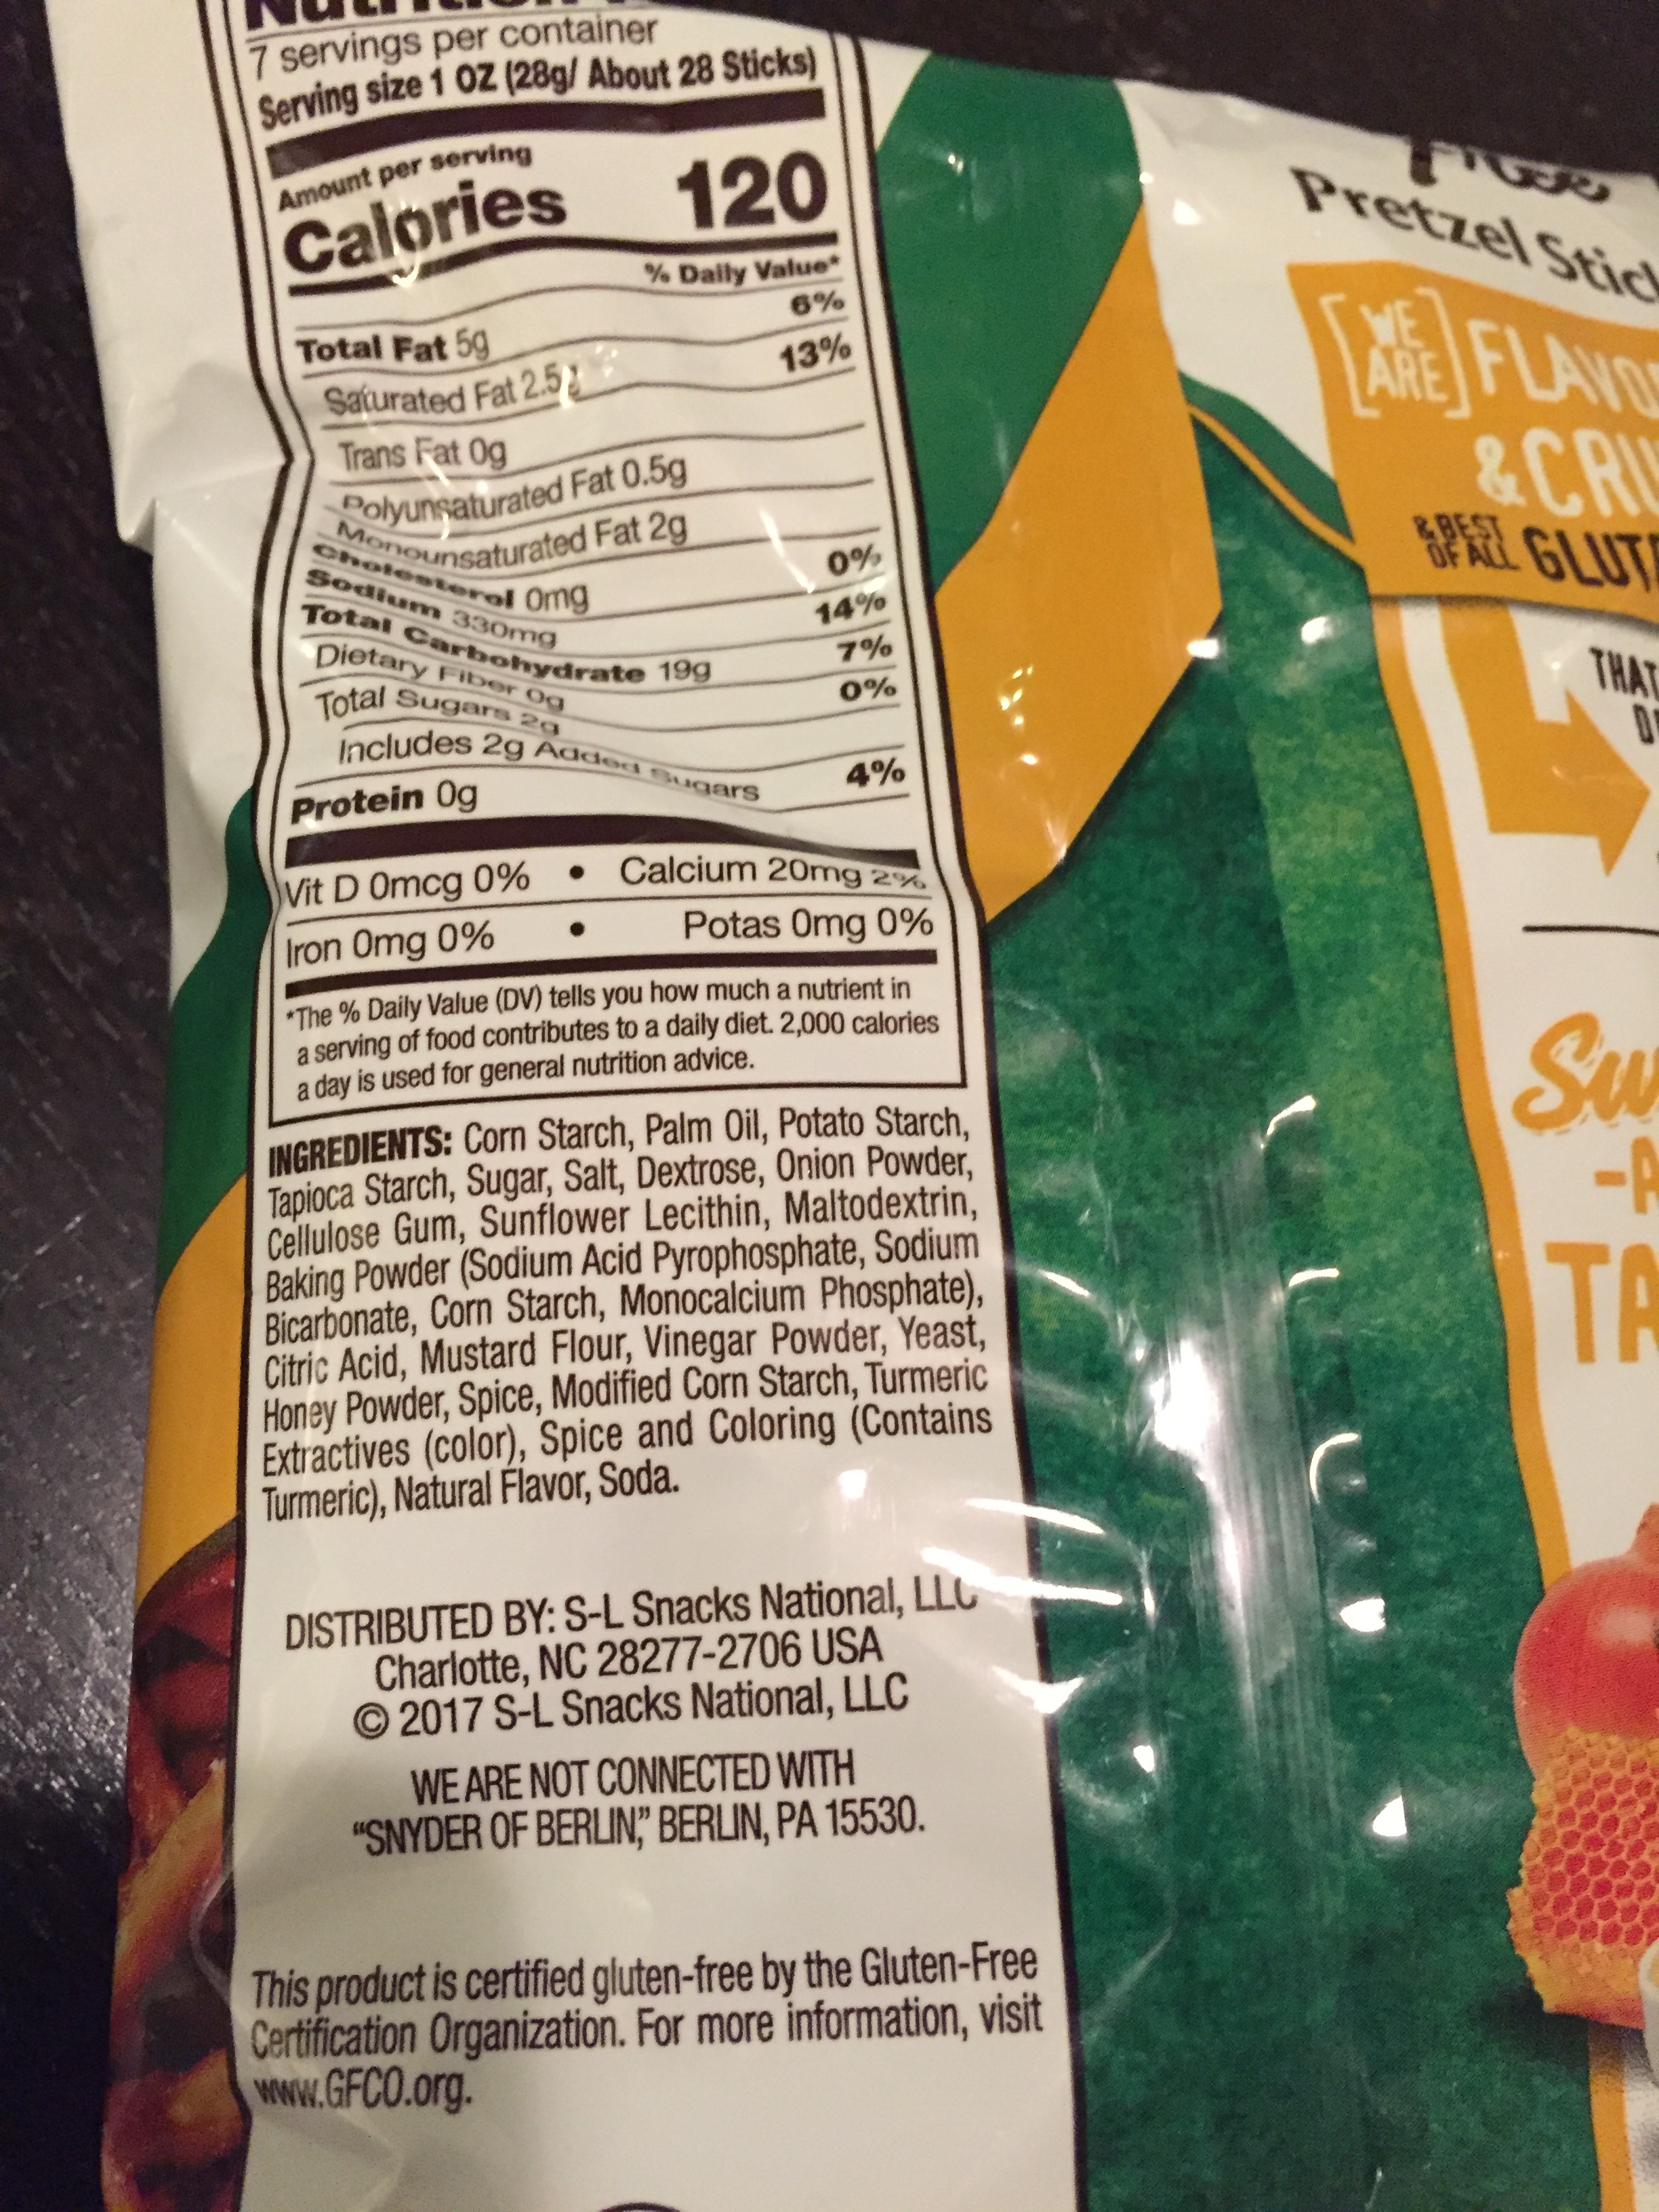 7 servings per container
Serving size 1 OZ (28g/ About 28 Sticks)
Amount per serving
Calories 120
% Daily Value*
Total Fat 5g 6%
Saturated Fat 2.5g 13%
Trans Fat 0g
Polyunsaturated Fat 0.5g
Monounsaturated Fat 2g
Cholesterol 0mg 0%
Sodium 330mg 14%
Total Carbohydrate 19g 7%
Dietary Fiber 0g 0%
Total Sugars 2g
Includes 2g Added Sugars 4%
Protein 0g
Vit D 0mcg 0% • Calcium 20mg 2%
Iron 0mg 0% • Potas 0mg 0%
*The % Daily Value (DV) tells you how much a nutrient in
a serving of food contributes to a daily diet. 2,000 calories
a day is used for general nutrition advice.
INGREDIENTS: Corn Starch, Palm Oil, Potato Starch,
Tapioca Starch, Sugar, Salt, Dextrose, Onion Powder,
Cellulose Gum, Sunflower Lecithin, Maltodextrin,
Baking Powder (Sodium Acid Pyrophosphate, Sodium
Bicarbonate, Corn Starch, Monocalcium Phosphate),
Citric Acid, Mustard Flour, Vinegar Powder, Yeast,
Honey Powder, Spice, Modified Corn Starch, Turmeric
Extractives (color), Spice and Coloring (Contains
Turmeric), Natural Flavor, Soda.
DISTRIBUTED BY: S-L Snacks National, LLC
Charlotte, NC 28277-2706 USA
© 2017 S-L Snacks National, LLC
WE ARE NOT CONNECTED WITH
“SNYDER OF BERLIN,” BERLIN, PA 15530.
This product is certified gluten-free by the Gluten-Free
Certification Organization. For more information, visit
www.GFCO.org.
Pretzel
[WE ARE]
&
& BEST
OF ALL
THAT